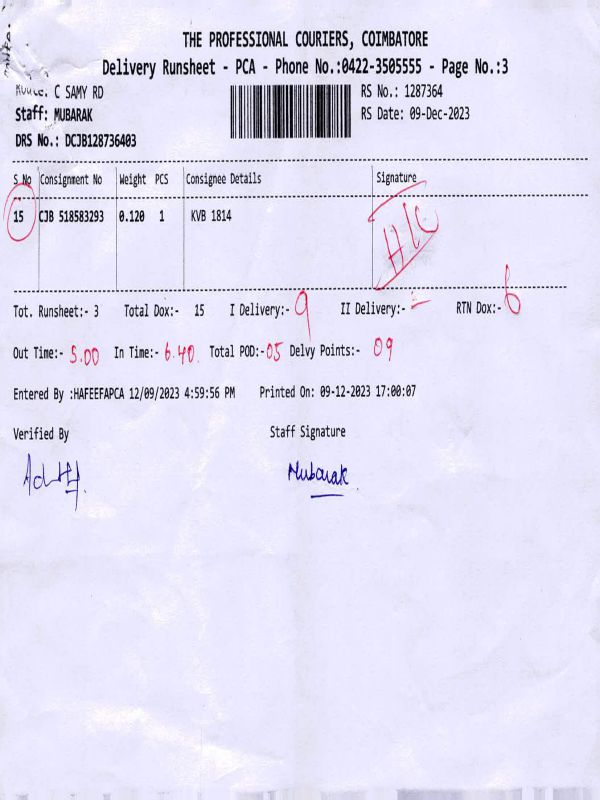 THE PROFESSIONAL COURIERS, COIMBATORE
Delivery Runsheet - PCA - Phone No.:0422-3505555 - Page No.:3
Route: C SAMY RD
RS No.: 1287364
Staff: MUBARAK
RS Date: 09-Dec-2023
DRS No.: DCJB128736403
S No Consignment No Weight PCS Consignee Details Signature
15 CJB 518583293 0.120 1 KVB 1814
H/C
Tot. Runsheet:- 3 Total Dox:- 15 I Delivery:- 9 II Delivery:- - RTN Dox:- 6
Out Time:- 5.00 In Time:- 6.40 Total POD:- 05 Delvy Points:- 09
Entered By :HAFEEFAPCA 12/09/2023 4:59:56 PM Printed On: 09-12-2023 17:00:07
Verified By Staff Signature
Mubarak